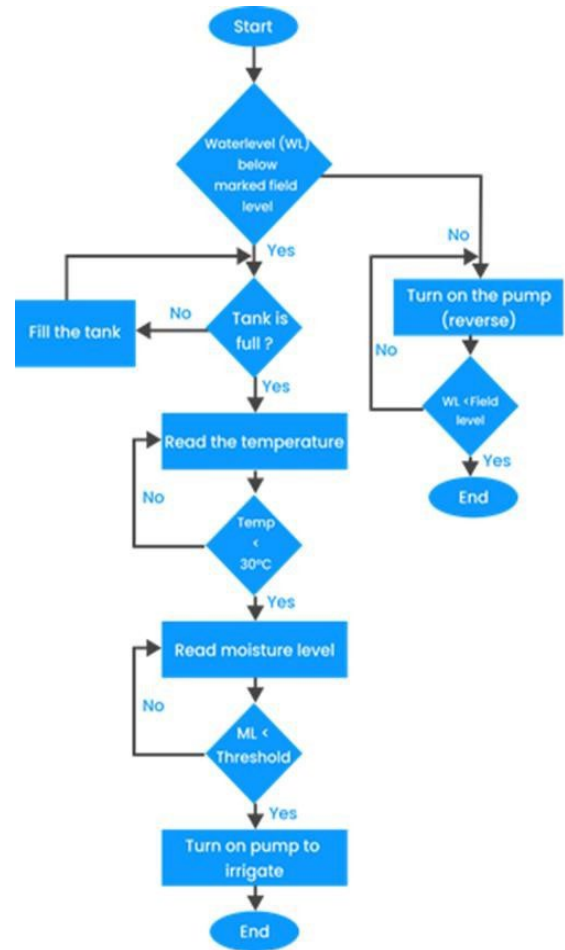 Start
Waterlevel (WL)
below
marked field
level
Yes
No
Turn on the pump
(reverse)
No
WL <Field
level
Yes
End
Fill the tank
No
Tank is
full ?
Yes
Read the temperature
No
Temp
<
30°C
Yes
Read moisture level
No
ML <
Threshold
Yes
Turn on pump to
irrigate
End